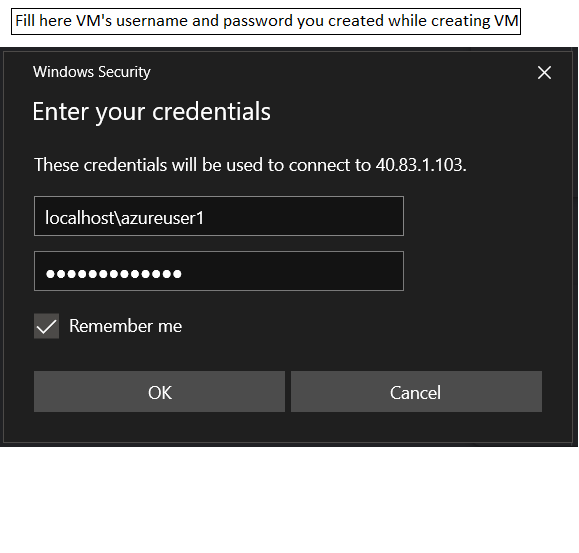 Fill here VM's username and password you created while creating VM
Windows Security
Enter your credentials
These credentials will be used to connect to 40.83.1.103.
localhost\azureuser1
●●●●●●●●●●●●●
Remember me
OK
Cancel